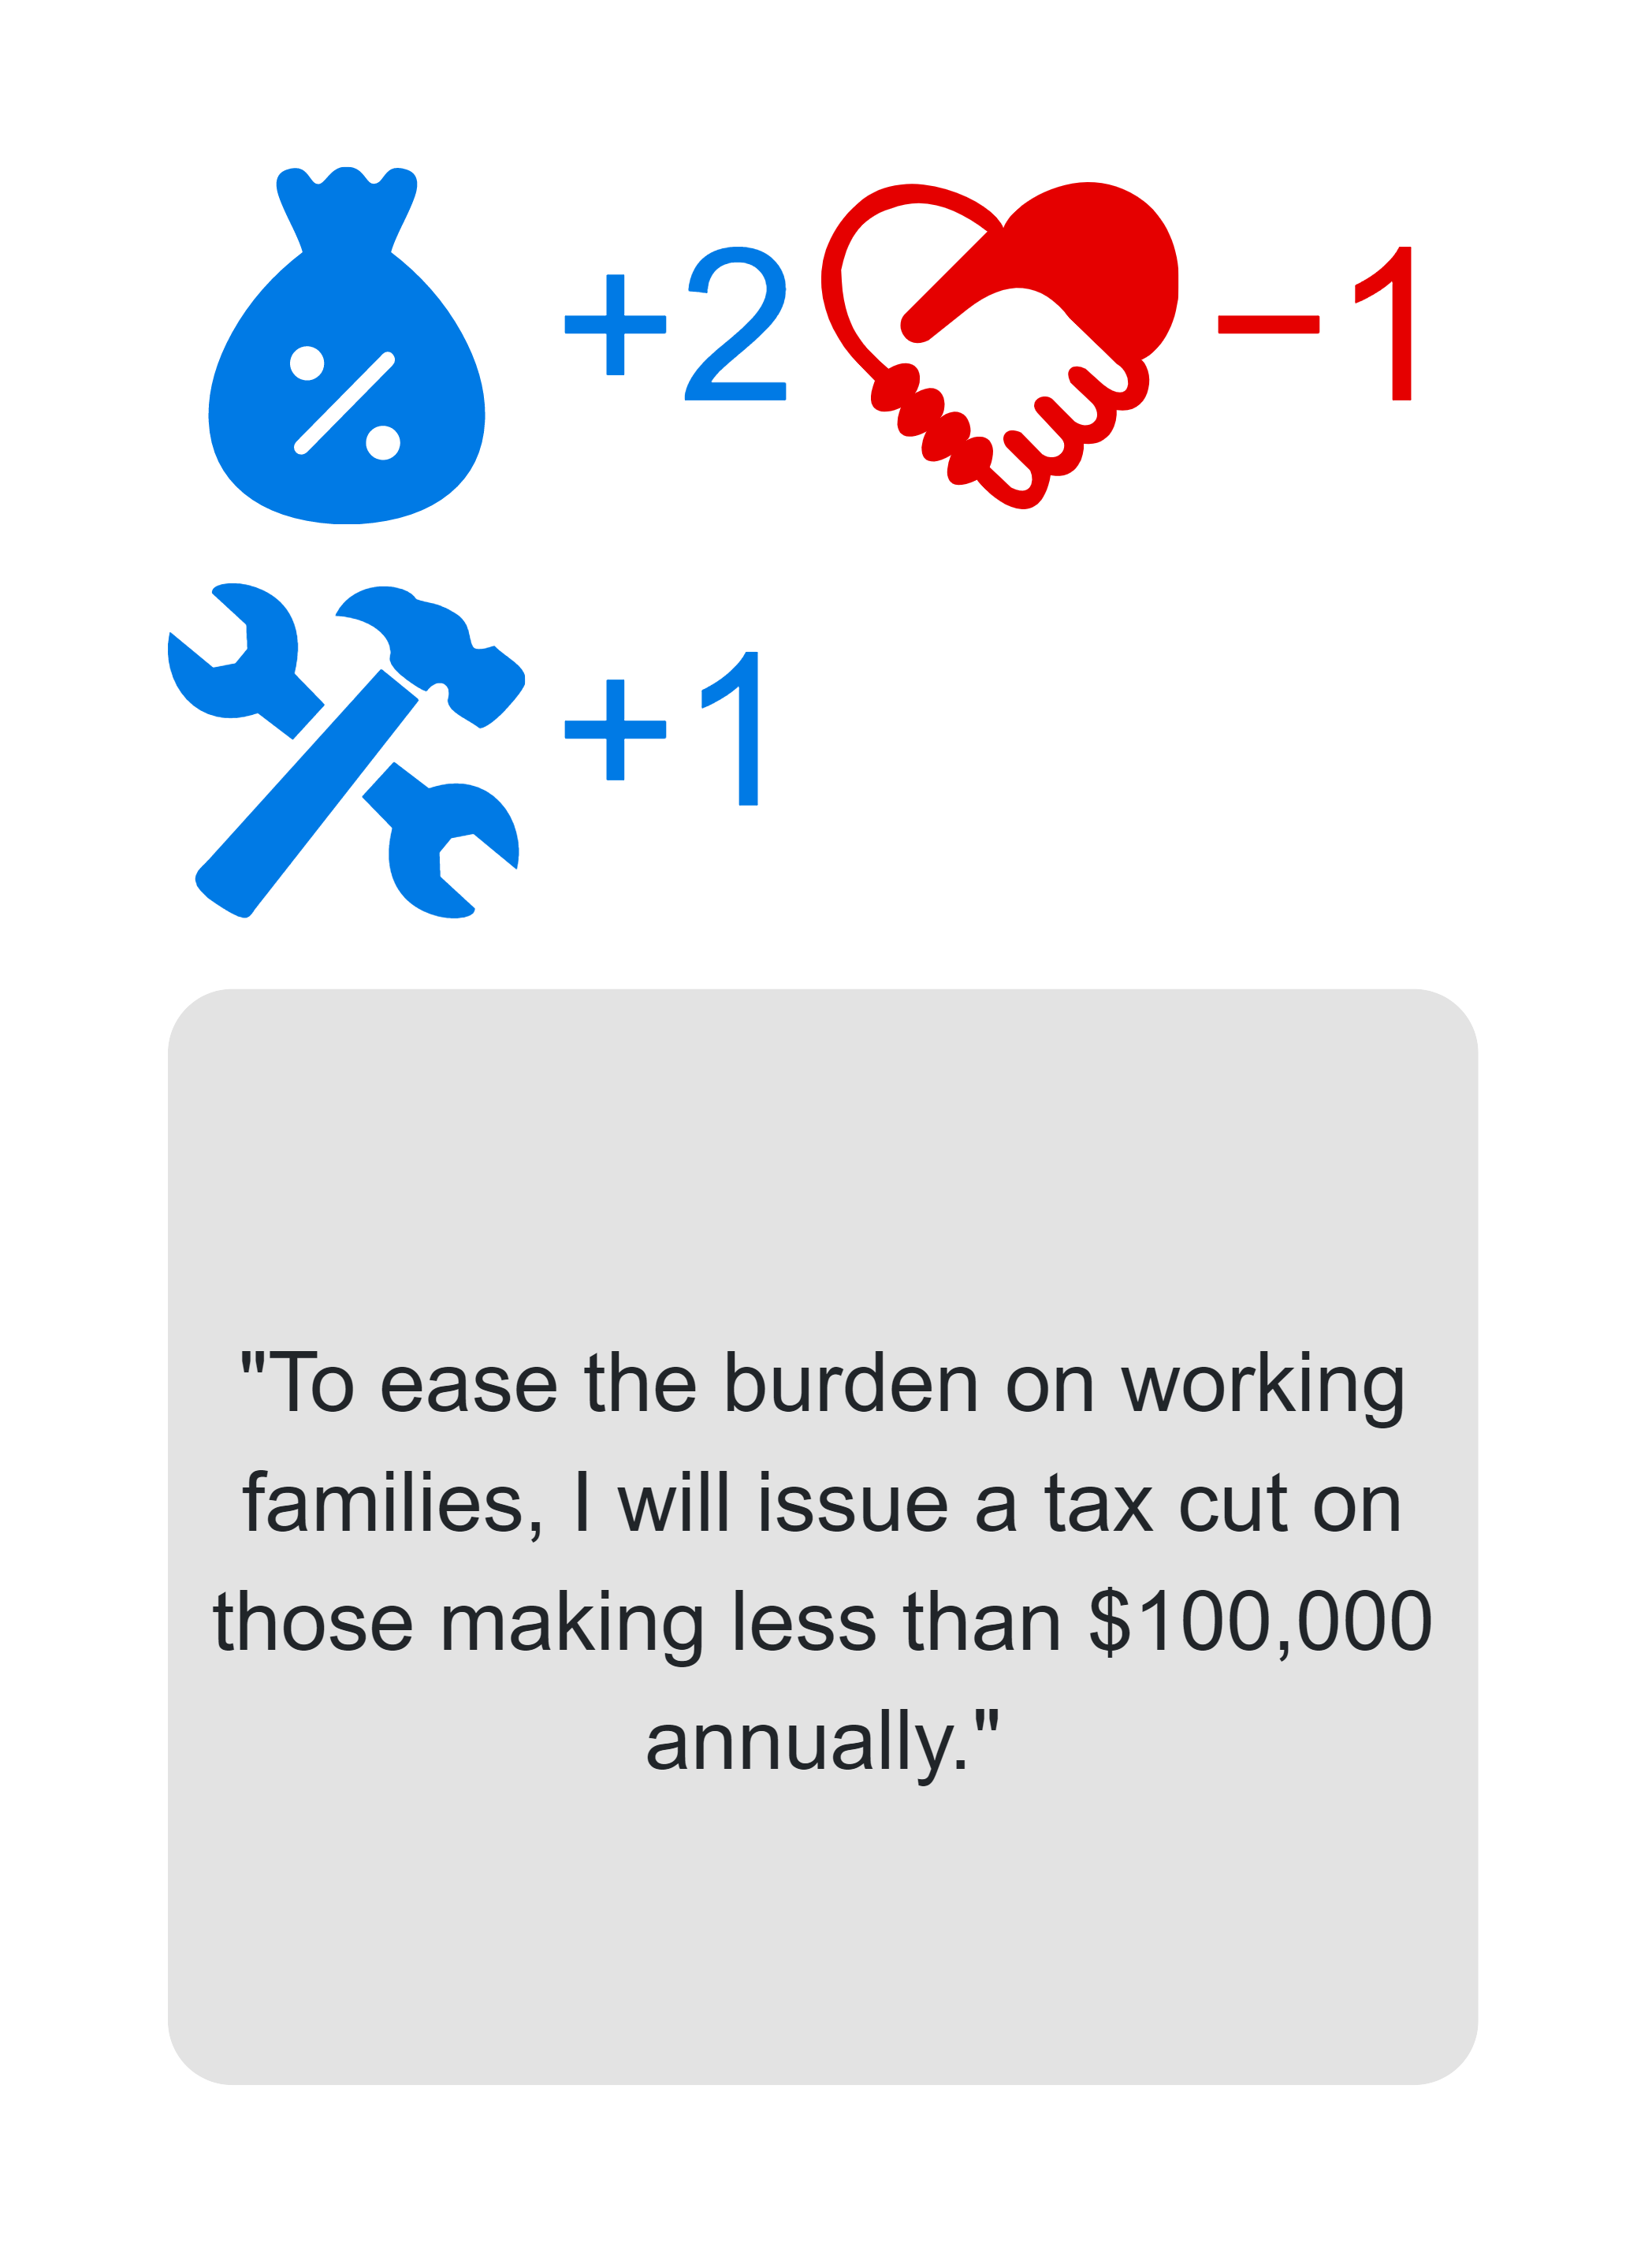 +2 −1
+1
"To ease the burden on working
families, I will issue a tax cut on
those making less than $100,000
annually."